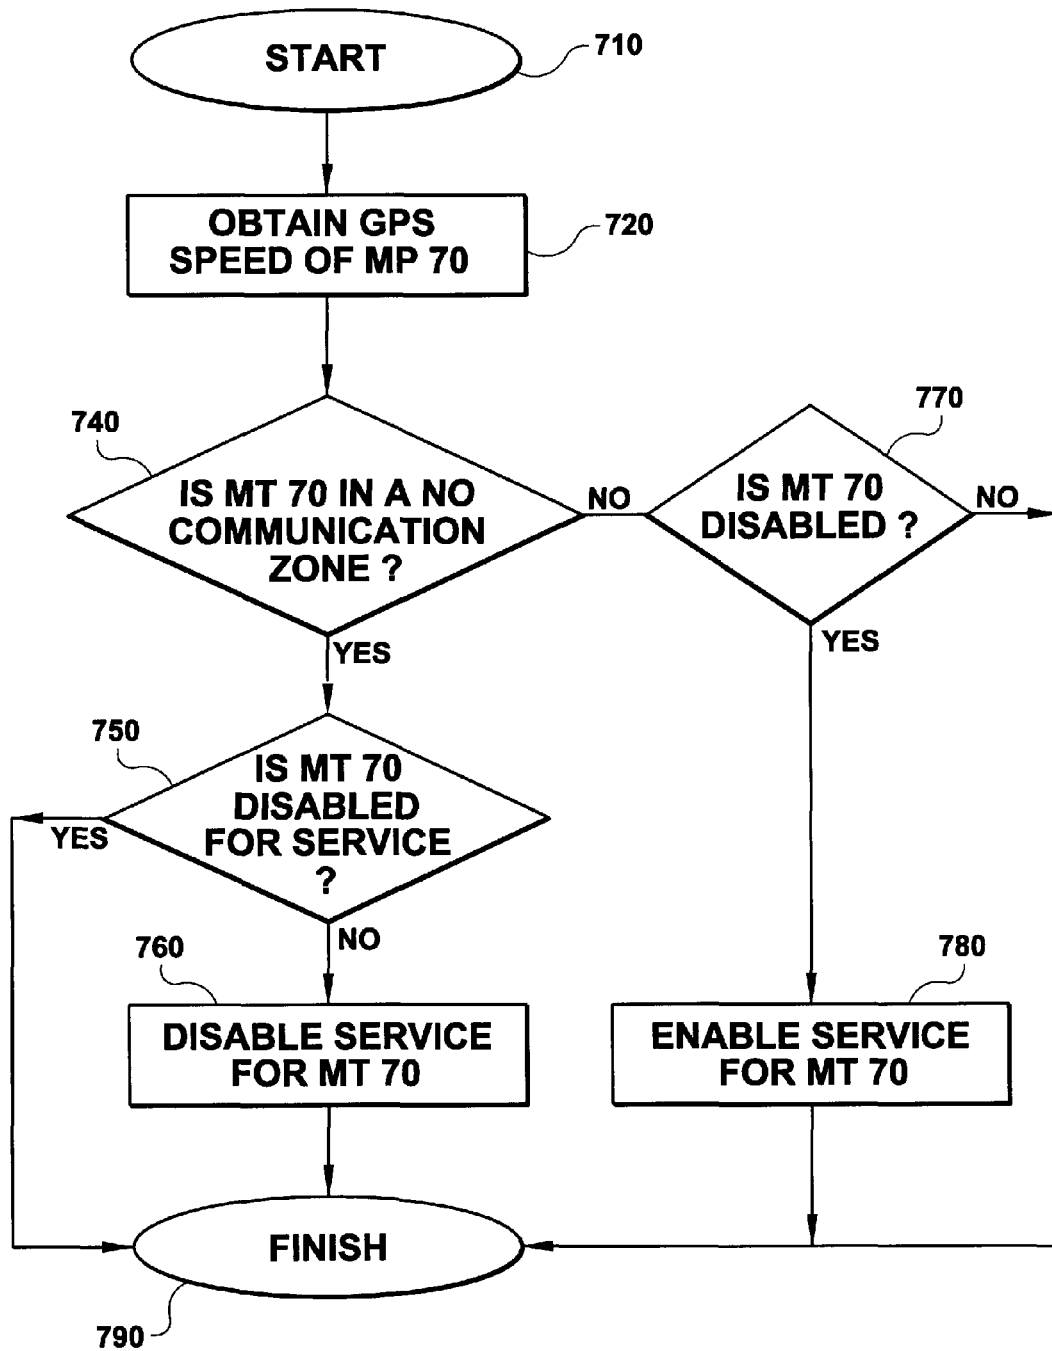 START
710
OBTAIN GPS
SPEED OF MP 70
720
740
IS MT 70 IN A NO
COMMUNICATION
ZONE ?
NO
770
IS MT 70
DISABLED ?
NO
YES
YES
750
IS MT 70
DISABLED
FOR SERVICE
?
YES
NO
760
DISABLE SERVICE
FOR MT 70
780
ENABLE SERVICE
FOR MT 70
FINISH
790